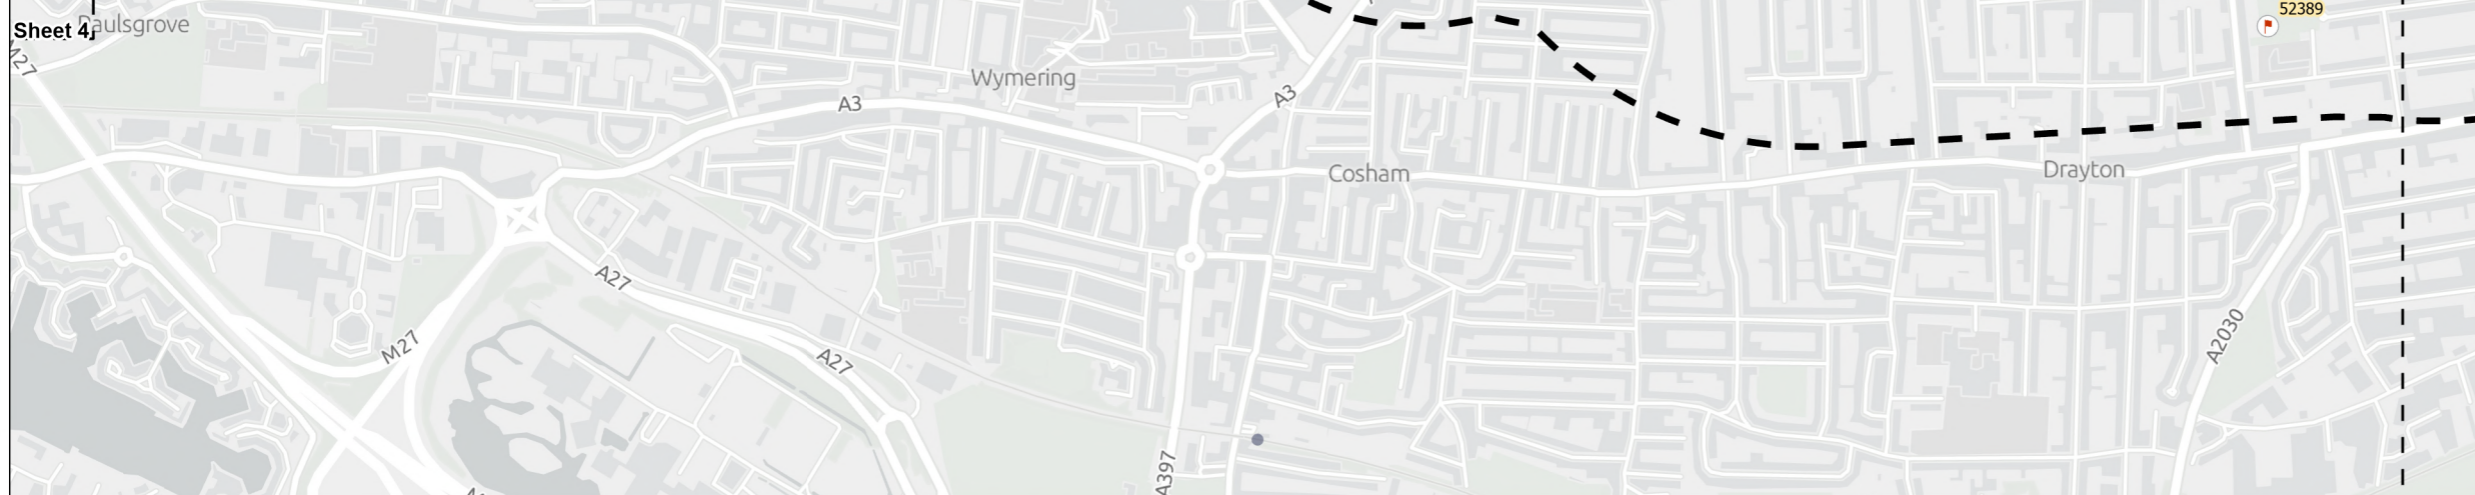 52389
Paulsgrove
Sheet 4
M27
Wymering
A3
A3
Cosham
Drayton
A27
M27
A27
A2030
A397